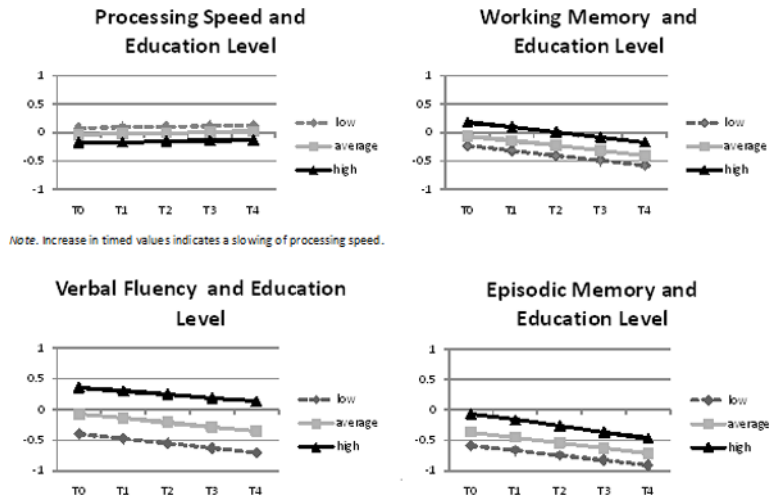 Processing Speed and
Education Level
1
0.5
0
-0.5
-1
T0 T1 T2 T3 T4
low
average
high
Note. Increase in timed values indicates a slowing of processing speed.
Working Memory and
Education Level
1
0.5
0
-0.5
-1
T0 T1 T2 T3 T4
low
average
high
Verbal Fluency and Education
Level
1
0.5
0
-0.5
-1
T0 T1 T2 T3 T4
low
average
high
Episodic Memory and
Education Level
1
0.5
0
-0.5
-1
T0 T1 T2 T3 T4
low
average
high